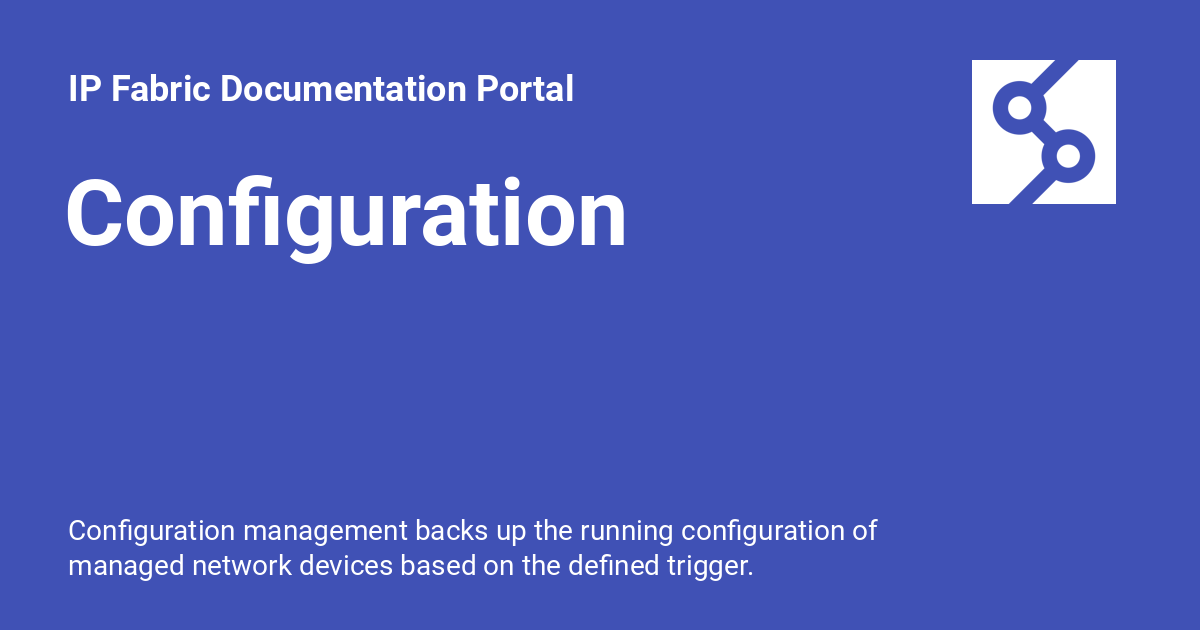 IP Fabric Documentation Portal
Configuration
Configuration management backs up the running configuration of
managed network devices based on the defined trigger.